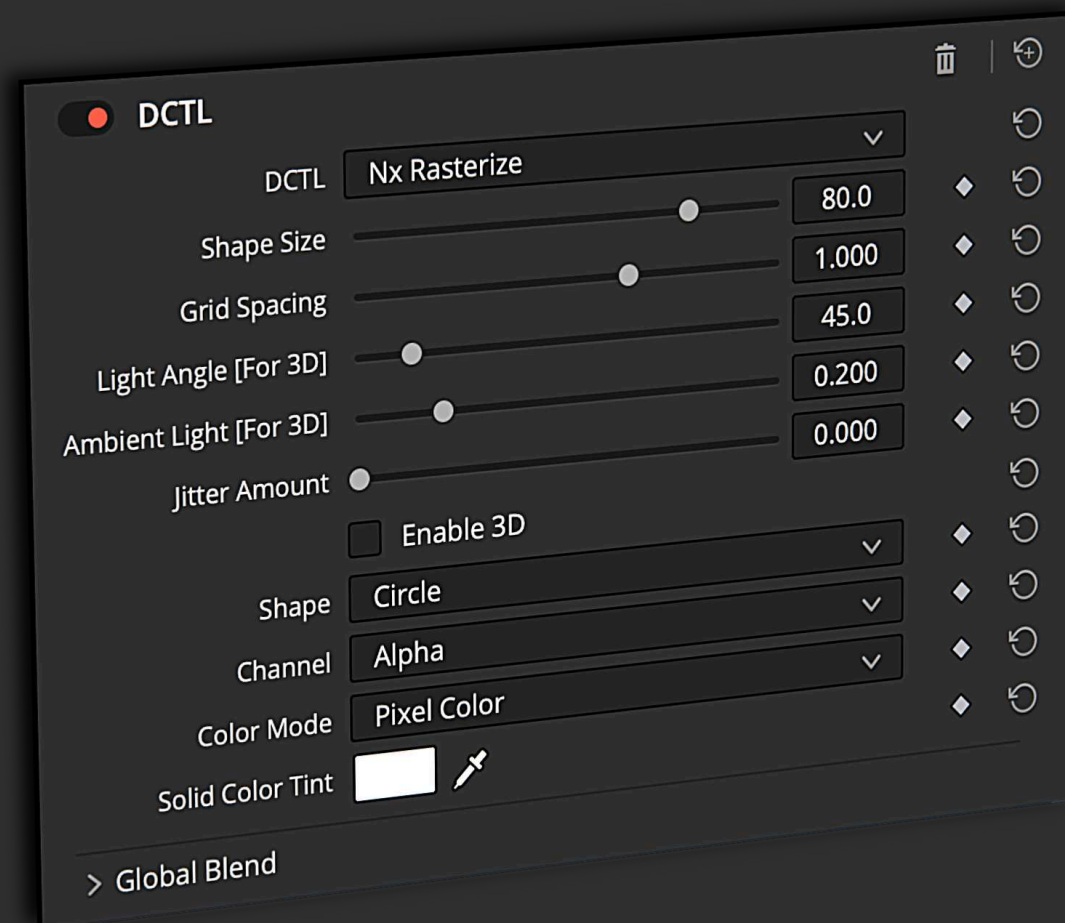 DCTL
DCTL Nx Rasterize
Shape Size 80.0
Grid Spacing 1.000
Light Angle [For 3D] 45.0
Ambient Light [For 3D] 0.200
Jitter Amount 0.000
Enable 3D
Shape Circle
Channel Alpha
Color Mode Pixel Color
Solid Color Tint
Global Blend